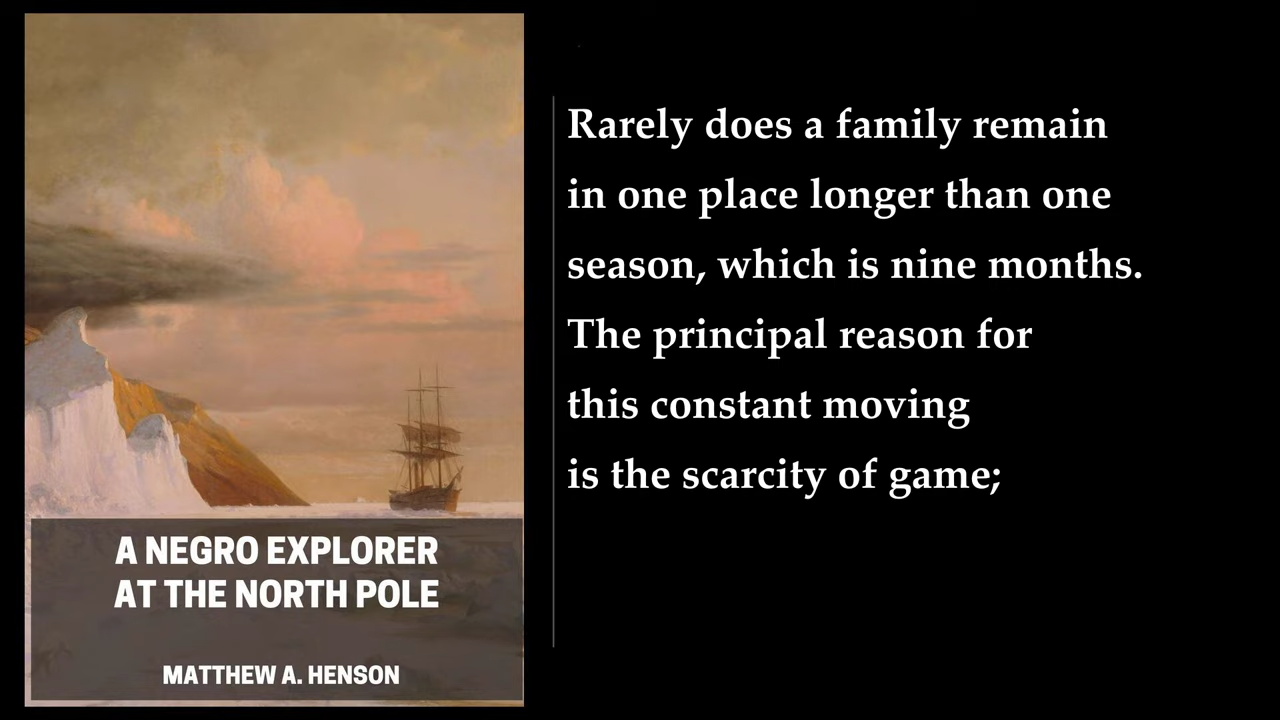 A NEGRO EXPLORER
AT THE NORTH POLE
MATTHEW A. HENSON
Rarely does a family remain
in one place longer than one
season, which is nine months.
The principal reason for
this constant moving
is the scarcity of game;